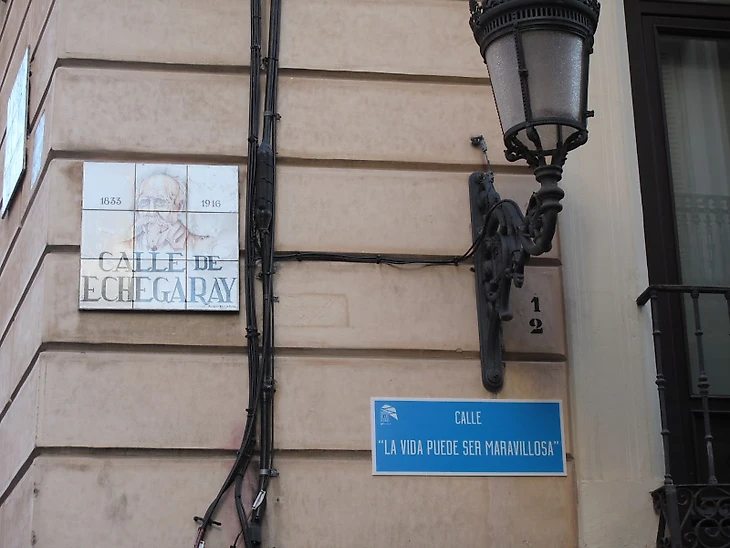 1833 1916
CALLE DE
ECHEGARAY
1
2
CALLE
"LA VIDA PUEDE SER MARAVILLOSA"